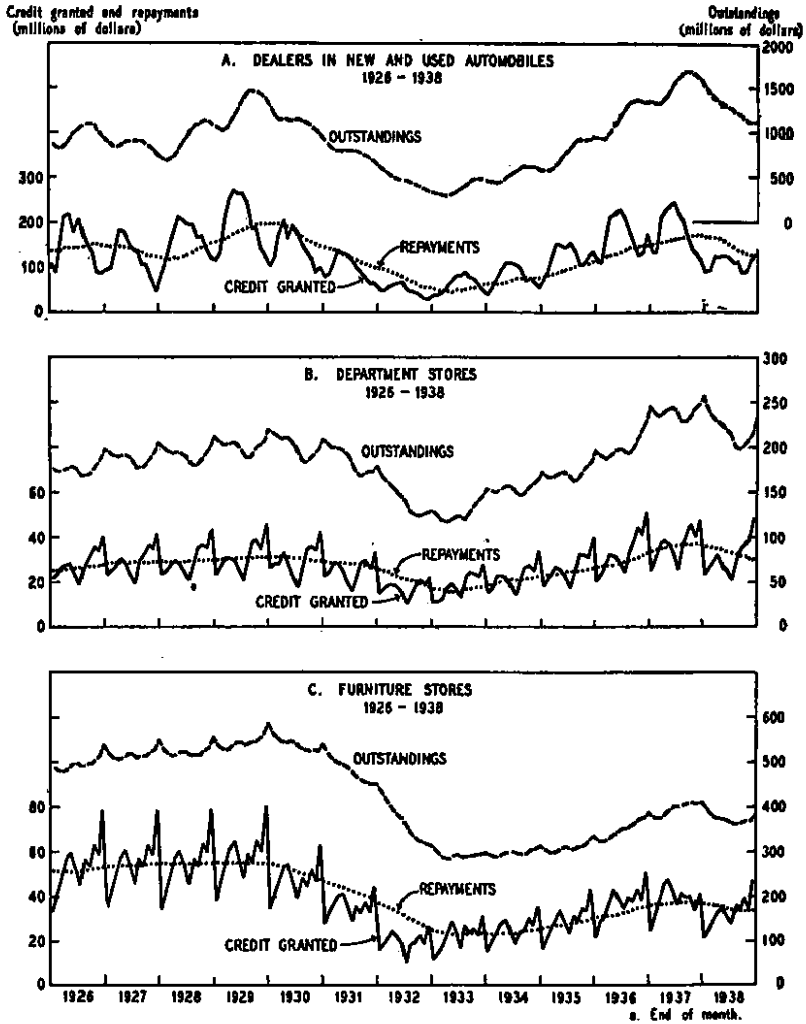 Credit granted and repayments
(millions of dollars)
Outstandings
(millions of dollars)
A. DEALERS IN NEW AND USED AUTOMOBILES
1926 - 1938
OUTSTANDINGS
REPAYMENTS
CREDIT GRANTED
300
200
100
0
2000
1500
1000
500
0
B. DEPARTMENT STORES
1926 - 1938
OUTSTANDINGS
REPAYMENTS
CREDIT GRANTED
60
40
20
0
300
250
200
150
100
50
0
C. FURNITURE STORES
1926 - 1938
OUTSTANDINGS
REPAYMENTS
CREDIT GRANTED
80
60
40
20
0
600
500
400
300
200
100
0
1926 1927 1928 1929 1930 1931 1932 1933 1934 1935 1936 1937 1938
a. End of month.